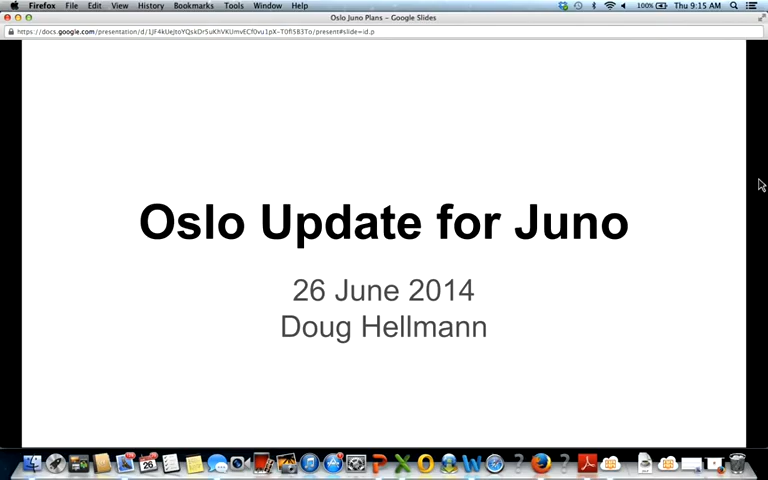 Firefox File Edit View History Bookmarks Tools Window Help 100% Thu 9:15 AM
Oslo Juno Plans – Google Slides
Oslo Update for Juno
26 June 2014
Doug Hellmann
26